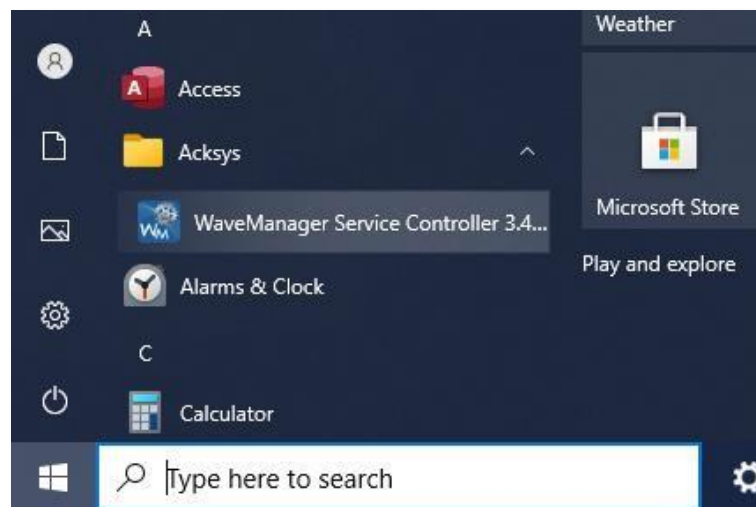 A
Access
Acksys
WaveManager Service Controller 3.4...
Alarms & Clock
C
Calculator
Weather
Microsoft Store
Play and explore
Type here to search